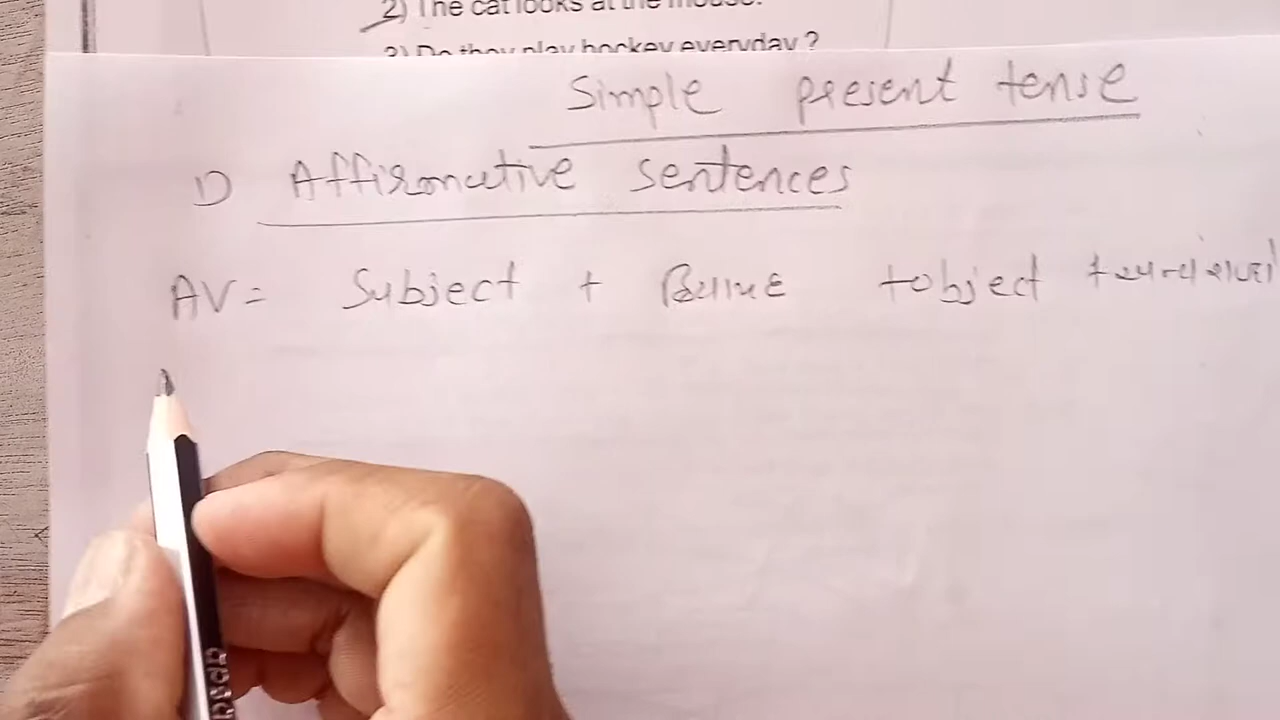 2) The cat looks at the mouse.
3) Do they play hockey everyday ?
Simple present tense
1) Affirmative sentences
AV = Subject + + object +